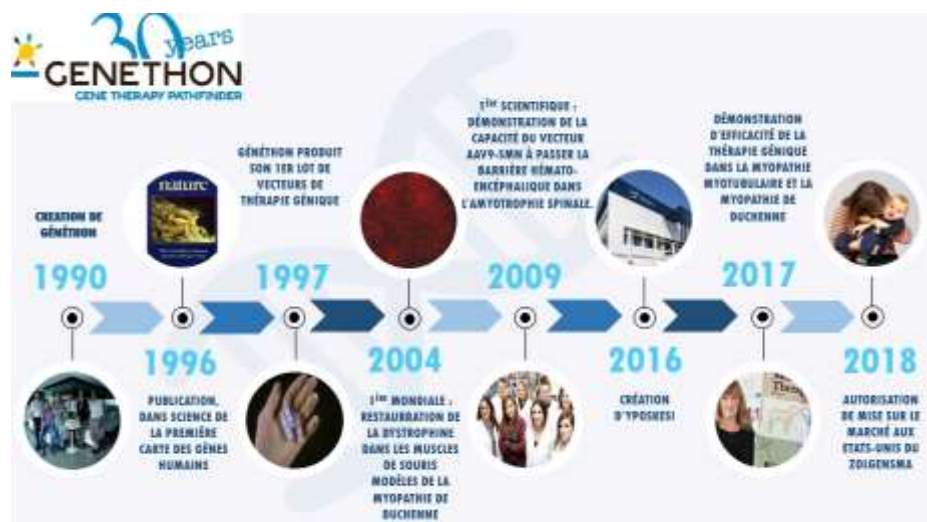 30 years
GENETHON
GENE THERAPY PATHFINDER
CREATION DE
GÉNÉTHON
1990
nature
1996
PUBLICATION,
DANS SCIENCE DE
LA PREMIÈRE
CARTE DES GÈNES
HUMAINS
GÉNÉTHON PRODUIT
SON 1ER LOT DE
VECTEURS DE
THÉRAPIE GÉNIQUE
1997
2004
1ÈRE MONDIALE :
RESTAURRATION DE
LA DYSTROPHINE
DANS LES MUSCLES
DE SOURIS
MODÈLES DE LA
MYOPATHIE DE
DUCHENNE
1ÈRE SCIENTIFIQUE :
DÉMONSTRATION DE LA
CAPACITÉ DU VECTEUR
AAV9-SMN À PASSER LA
BARRIÈRE HÉMATO-
ENCÉPHALIQUE DANS
L'AMYOTROPHIE SPINALE.
2009
2016
CRÉATION
D'YPOSKESI
DÉMONSTRATION
D'EFFICACITÉ DE LA
THÉRAPIE GÉNIQUE
DANS LA MYOPATHIE
MYOTUBULAIRE ET LA
MYOPATHIE DE
DUCHENNE
2017
2018
AUTORISATION
DE MISE SUR LE
MARCHÉ AUX
ETATS-UNIS DU
ZOLGENSMA